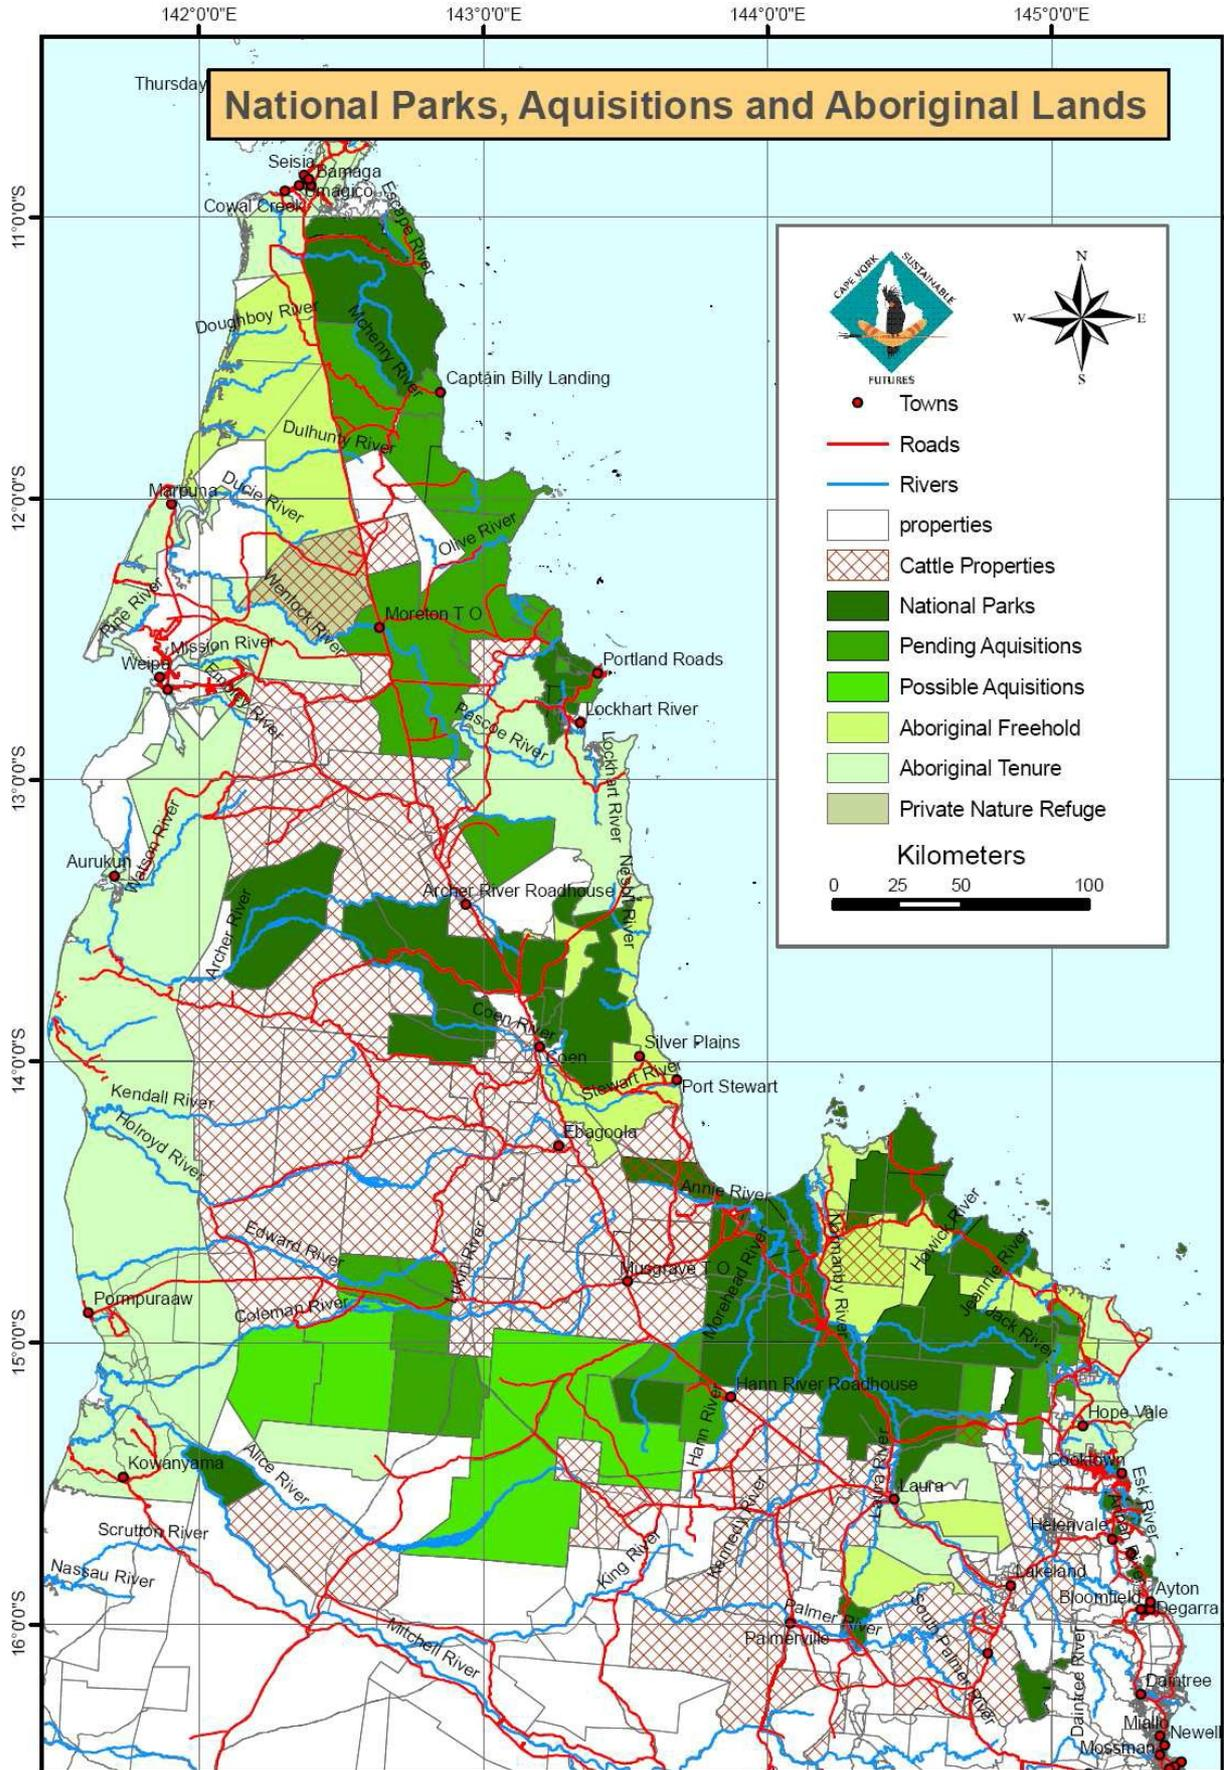 142°0'0"E 143°0'0"E 144°0'0"E 145°0'0"E
Thursday
National Parks, Aquisitions and Aboriginal Lands
Seisia
Bamaga
Umagico
Cowal Creek
Escape River
11°0'0"S
CAPE YORK SUSTAINABLE
FUTURES
N
W E
S
Towns
Roads
Rivers
properties
Cattle Properties
National Parks
Pending Aquisitions
Possible Aquisitions
Aboriginal Freehold
Aboriginal Tenure
Private Nature Refuge
Kilometers
0 25 50 100
Doughboy River
Mchenry River
Captain Billy Landing
Dulhunty River
Mapuna
Ducie River
12°0'0"S
Olive River
Wenlock River
Pine River
Moreton T O
Mission River
Weipa
Embley River
Portland Roads
Lockhart River
Pascoe River
Lockhart River
13°0'0"S
Watson River
Aurukun
Archer River Roadhouse
Nesbit River
Archer River
Coen River
Coen
Silver Plains
14°0'0"S
Stewart River
Port Stewart
Kendall River
Holroyd River
Ebagoola
Annie River
Normanby River
Howick River
Edward River
Lukin River
Musgrave T O
Morehead River
Jeannie River
Pormpuraaw
Coleman River
Jack River
15°0'0"S
Hann River Roadhouse
Hann River
Hope Vale
Kowanyama
Alice River
Laura River
Laura
Cooktown
Esk River
Scrutton River
Kennedy River
Helenvale
Annan River
Nassau River
King River
Lakeland
Bloomfield
Ayton
Degarra
16°0'0"S
Mitchell River
Palmer River
Palmerville
South Palmer River
Daintree River
Daintree
Miallo
Newell
Mossman